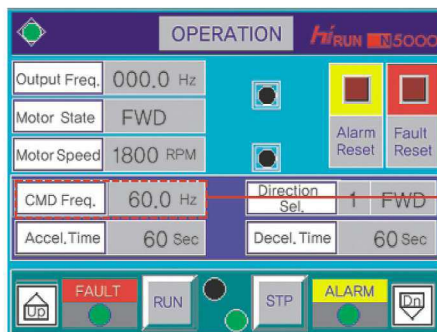 OPERATION
hiRUN N5000
Output Freq. 000.0 Hz
Motor State FWD
Motor Speed 1800 RPM
Alarm Reset
Fault Reset
CMD Freq. 60.0 Hz
Direction Sel. 1 FWD
Accel.Time 60 Sec
Decel.Time 60 Sec
Up
FAULT
RUN
STP
ALARM
Dn